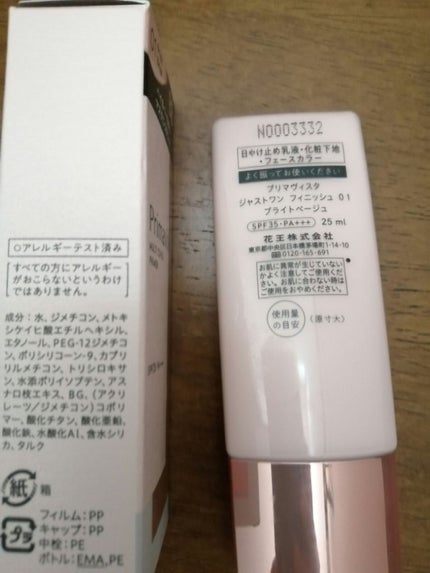 ○アレルギーテスト済み
すべての方にアレルギー
がおこらないというわけ
ではありません。
成分：水、ジメチコン、メトキ
シケイヒ酸エチルヘキシル、
エタノール、PEG-12ジメチコ
ン、ポリシリコーン-9、カプリ
リルメチコン、トリシロキサ
ン、水添ポリイソブテン、アス
ナロ枝エキス、BG、(アクリ
レーツ/ジメチコン)コポリ
マー、酸化チタン、酸化亜鉛、
酸化鉄、水酸化Al、含水シリ
カ、タルク
紙 箱
プラ
フィルム：PP
キャップ：PP
中栓：PE
ボトル：EMA,PE
N0003332
日やけ止め乳液・化粧下地
・フェースカラー
よく振ってお使いください
プリマヴィスタ
ジャストワン フィニッシュ 01
ブライトベージュ
SPF35・PA+++ 25 ml
花王株式会社
東京都中央区日本橋茅場町1-14-10
0120-165-691
お肌に異常が生じていない
かよく注意してご使用くだ
さい。お肌に合わない時は
ご使用をおやめください。
使用量
の目安
(原寸大)